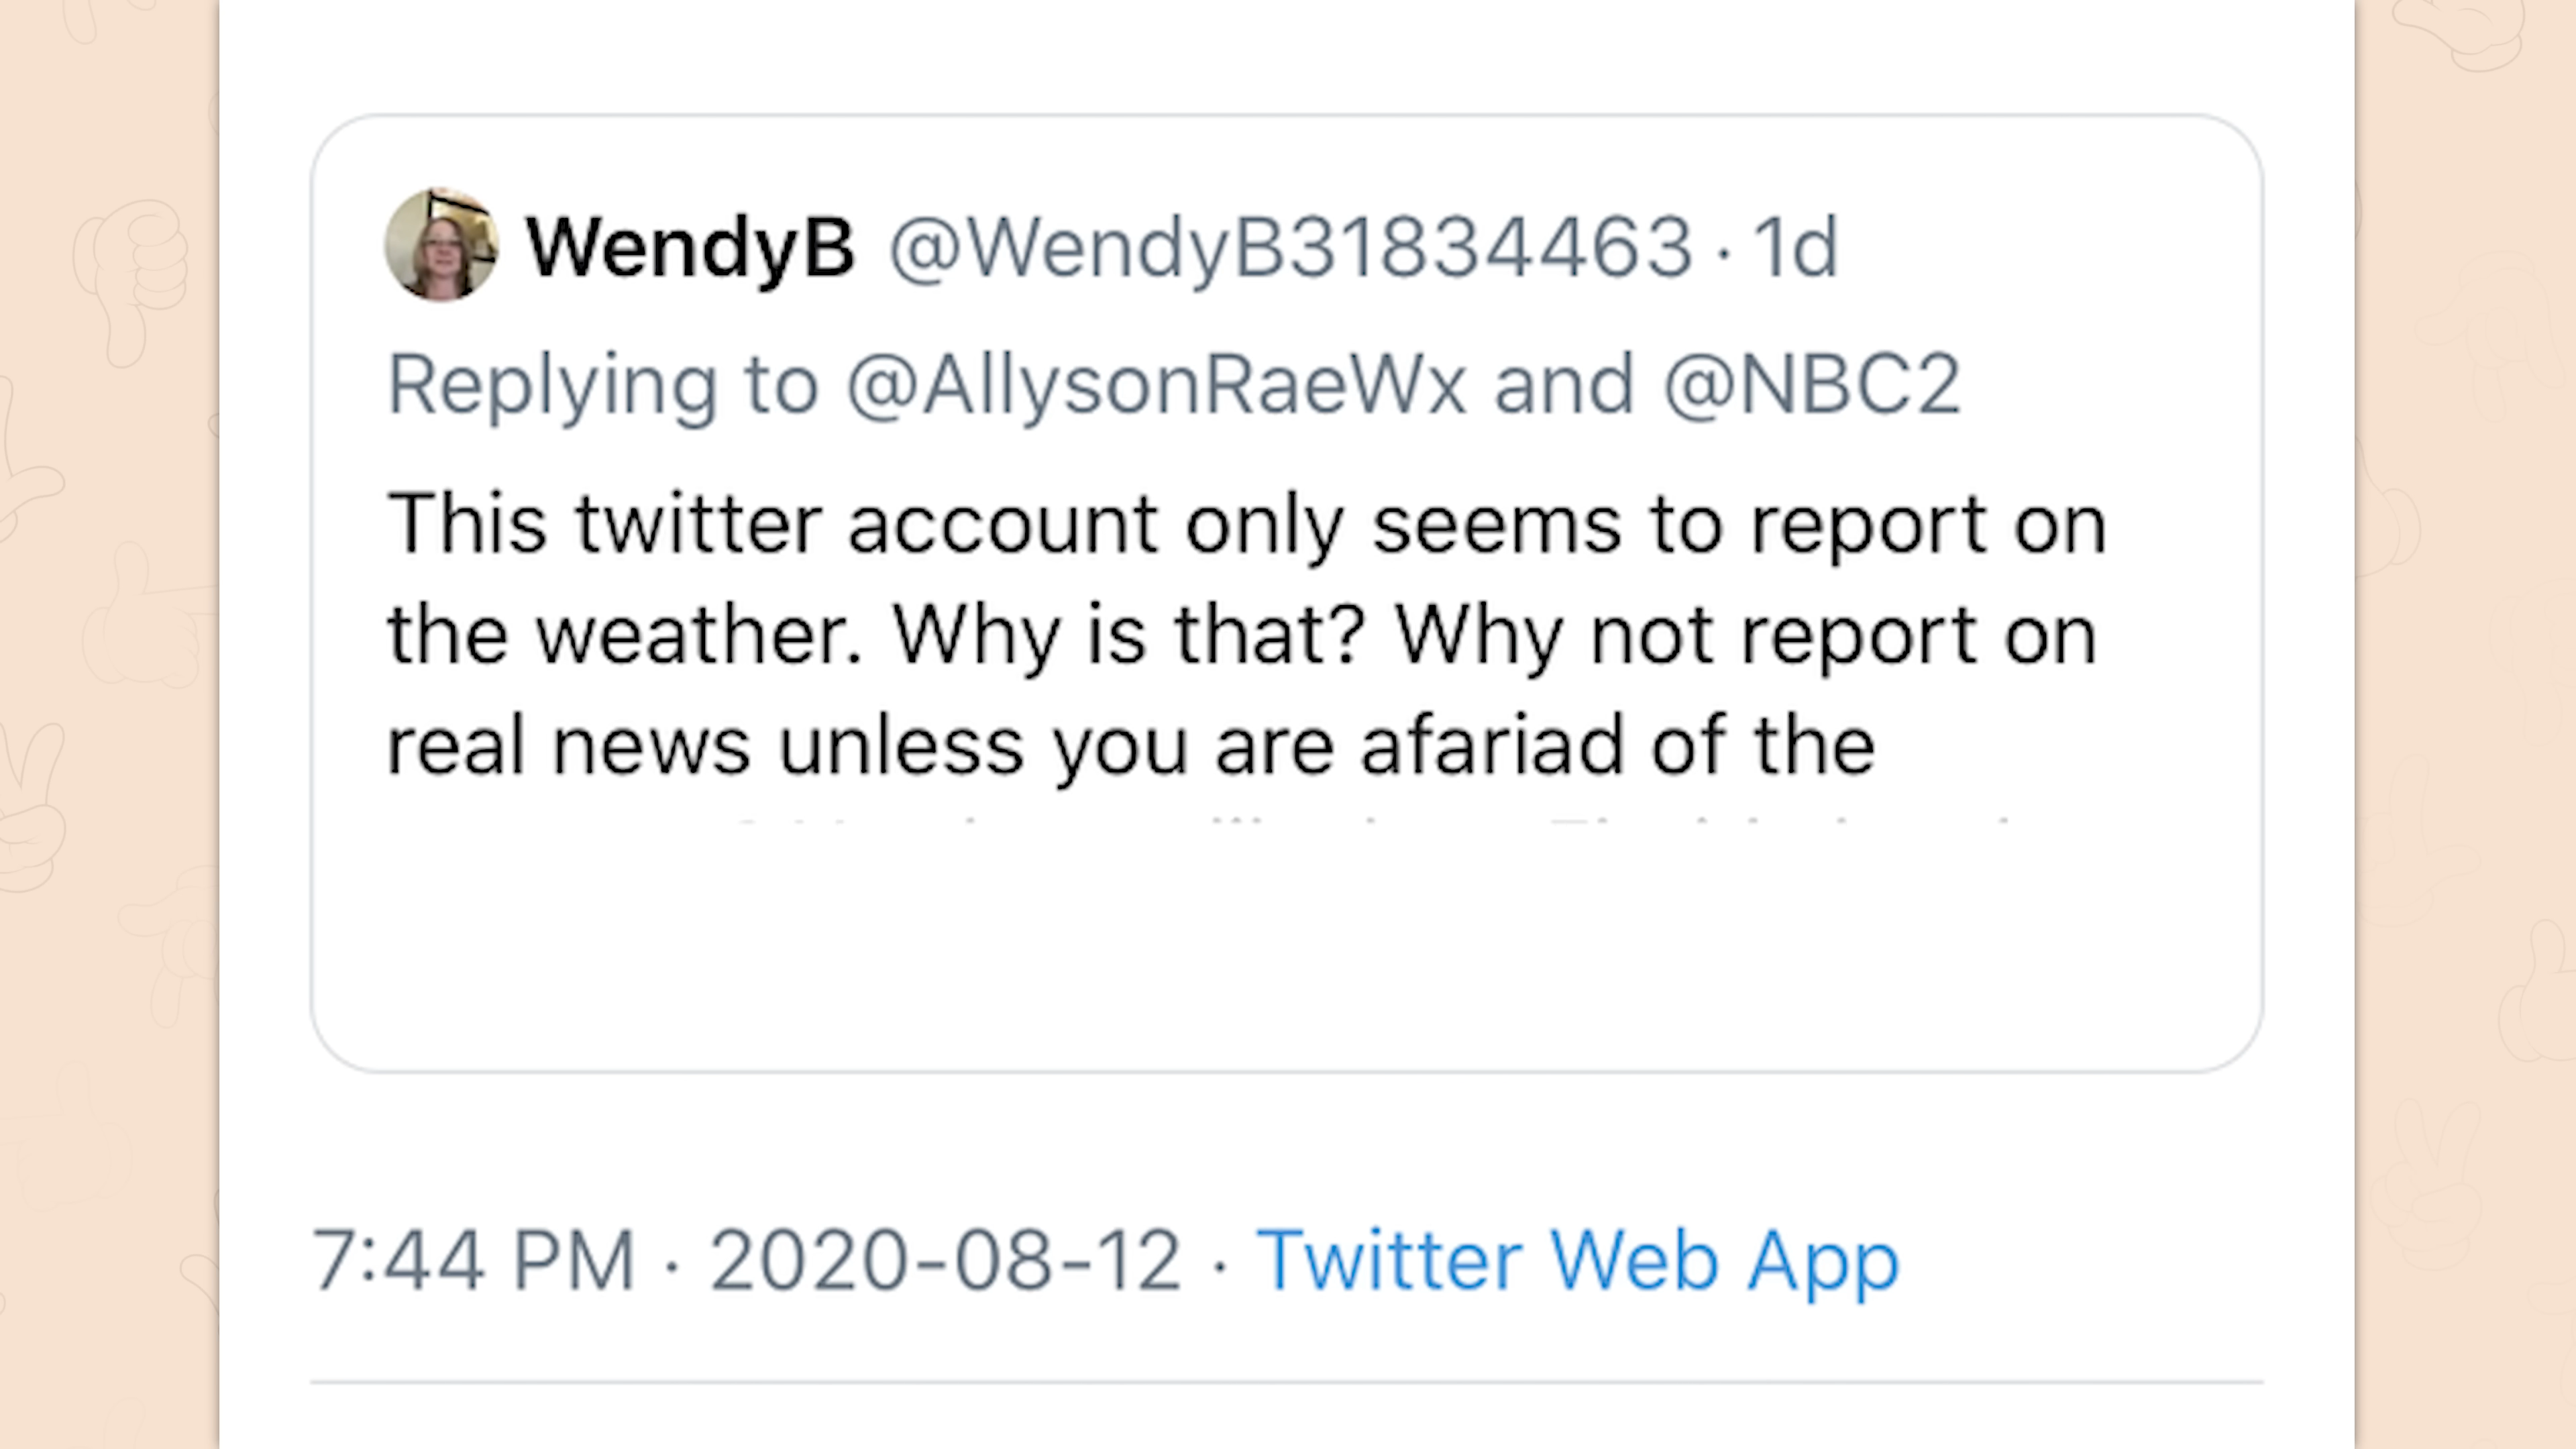 WendyB @WendyB31834463 · 1d
Replying to @AllysonRaeWx and @NBC2
This twitter account only seems to report on
the weather. Why is that? Why not report on
real news unless you are afariad of the
7:44 PM · 2020-08-12 · Twitter Web App